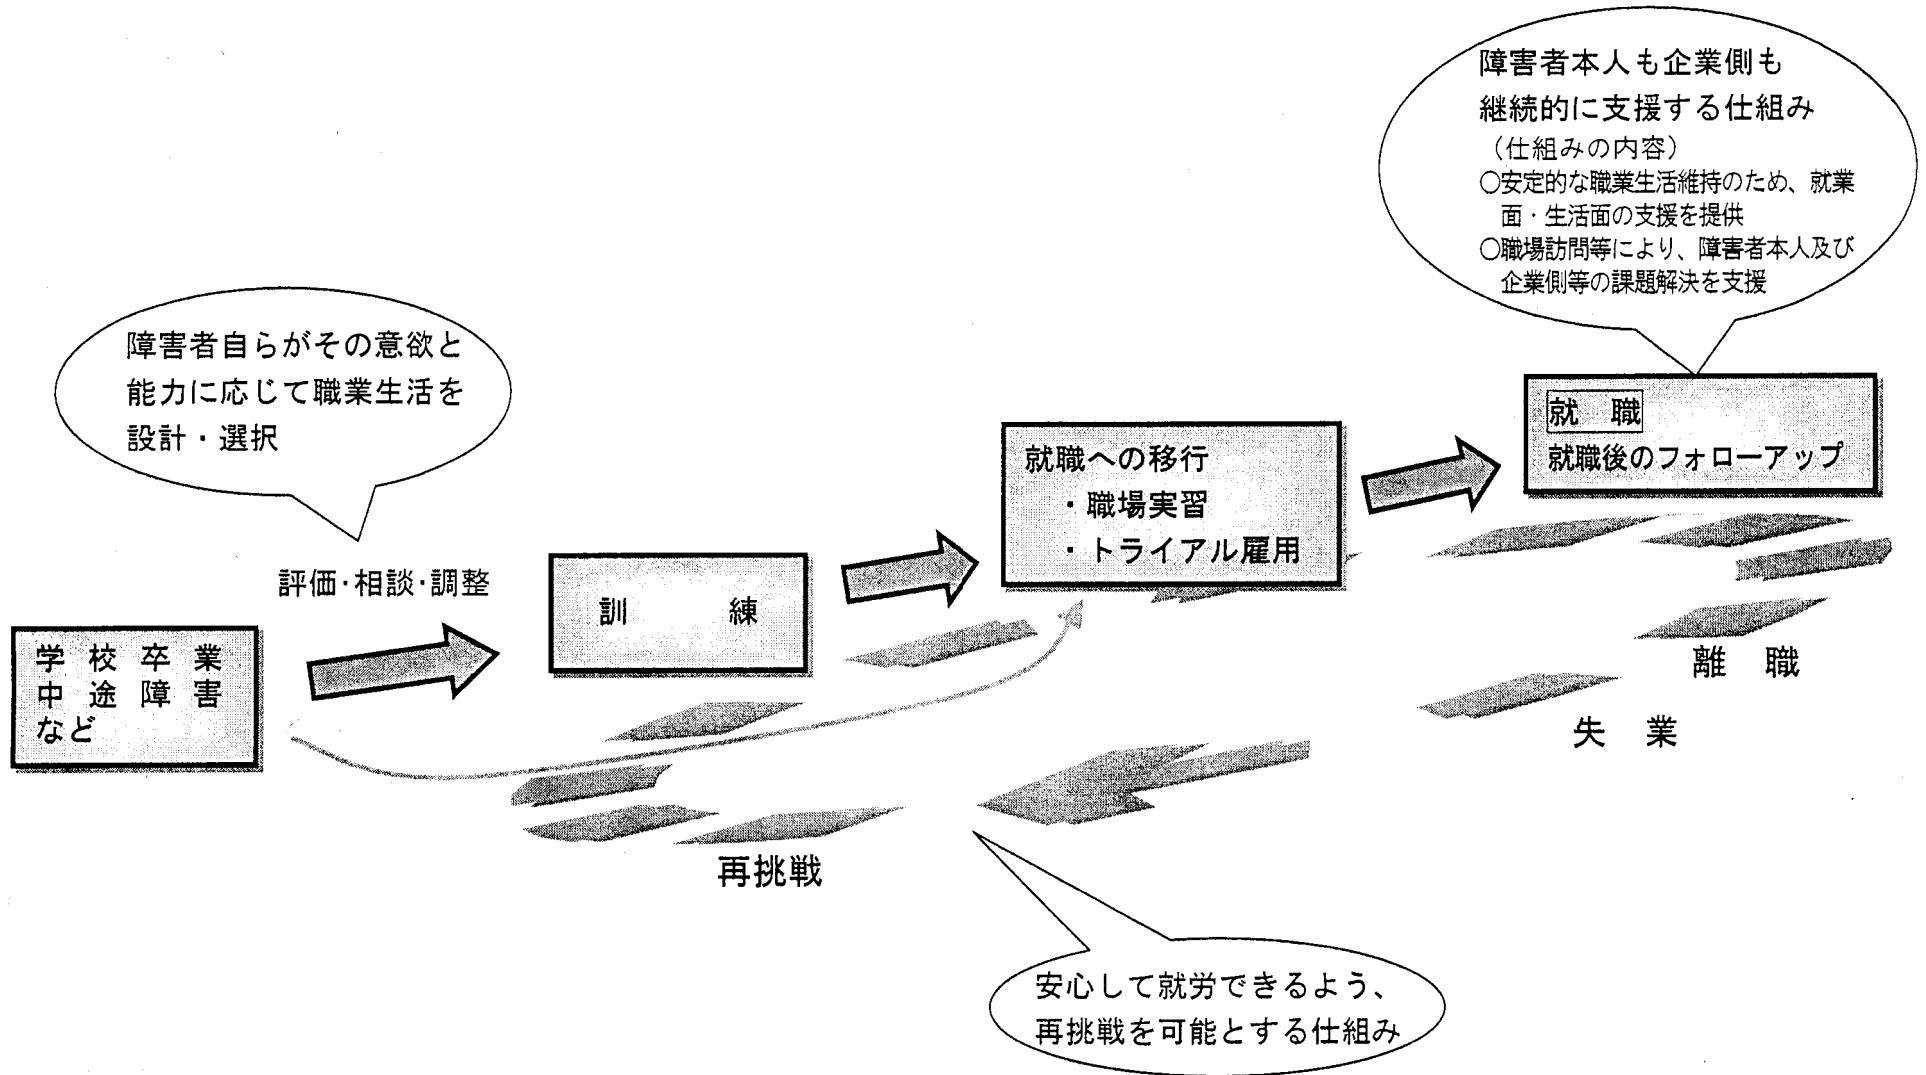 障害者本人も企業側も
継続的に支援する仕組み
（仕組みの内容）
○安定的な職業生活維持のため、就業
面・生活面の支援を提供
○職場訪問等により、障害者本人及び
企業側等の課題解決を支援
障害者自らがその意欲と
能力に応じて職業生活を
設計・選択
就　職
就職後のフォローアップ
就職への移行
・職場実習
・トライアル雇用
評価・相談・調整
訓　練
学校卒業
中途障害
など
離　職
失　業
再挑戦
安心して就労できるよう、
再挑戦を可能とする仕組み